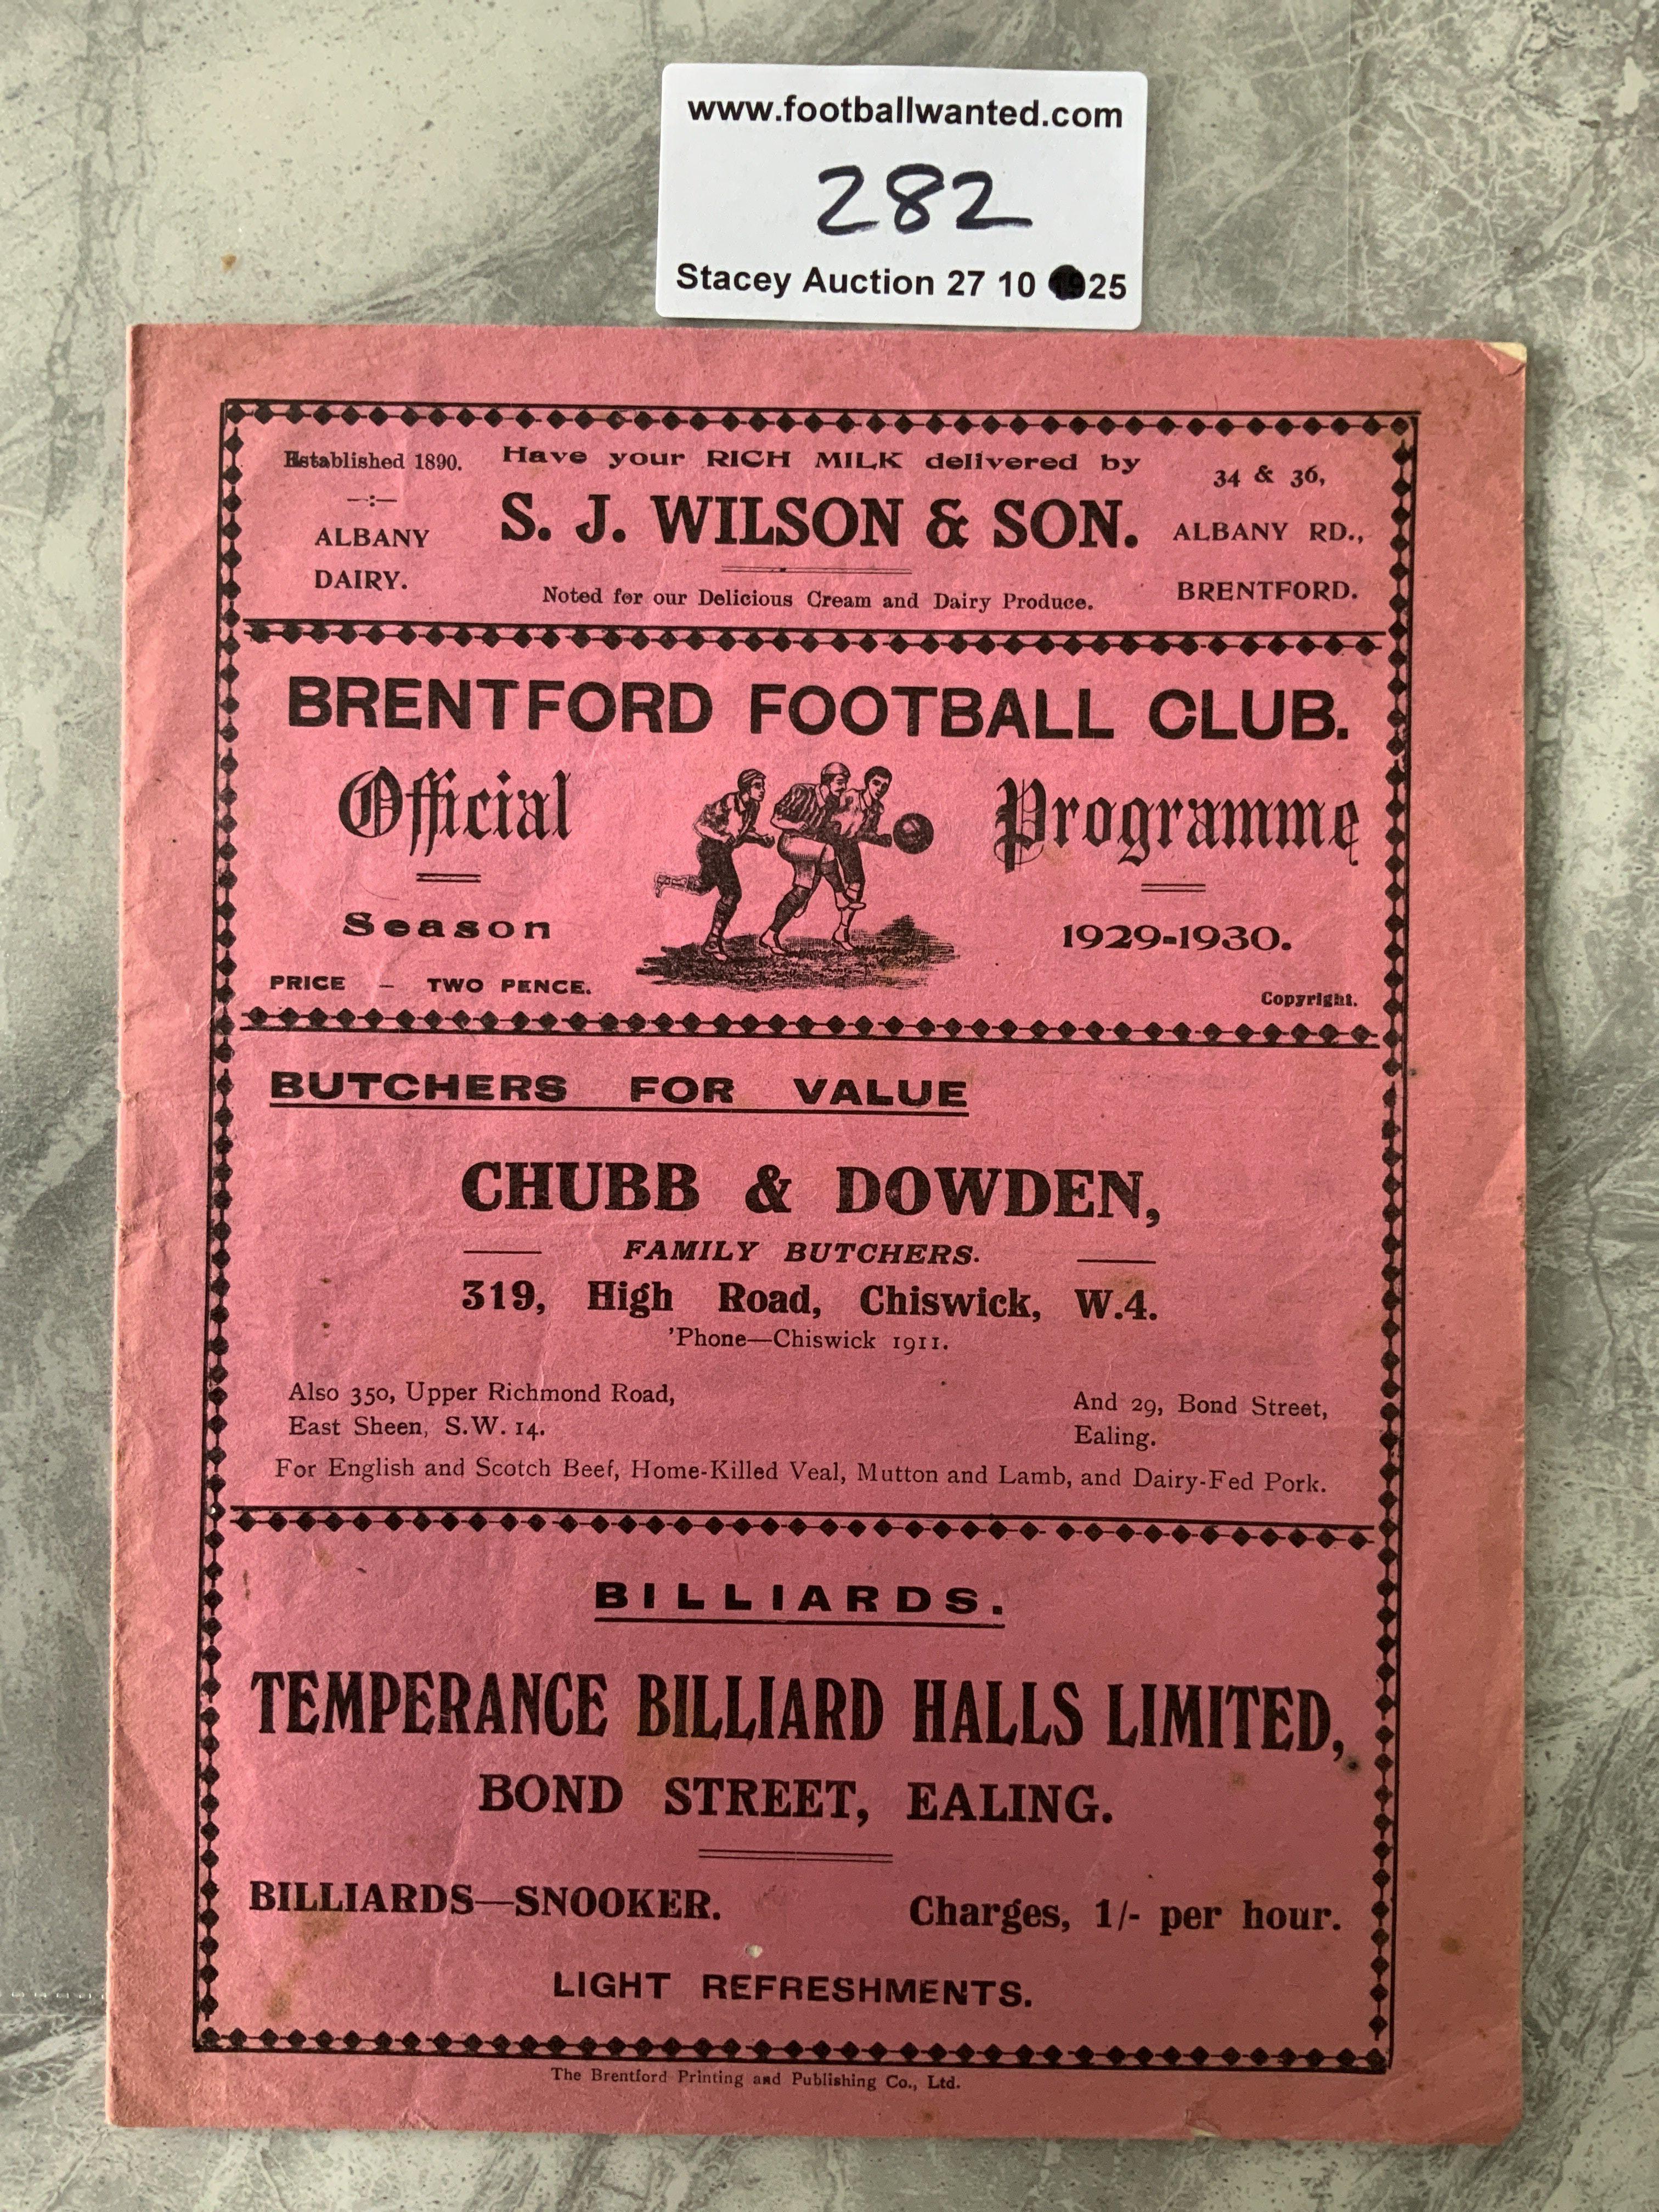 www.footballwanted.com
282
Stacey Auction 27 10 25
Established 1890.
ALBANY
DAIRY.
Have your RICH MILK delivered by
S. J. WILSON & SON.
Noted for our Delicious Cream and Dairy Produce.
34 & 36,
ALBANY RD.,
BRENTFORD.
BRENTFORD FOOTBALL CLUB.
Official Programme
Season 1929-1930.
PRICE – TWO PENCE.
Copyright.
BUTCHERS FOR VALUE
CHUBB & DOWDEN,
FAMILY BUTCHERS.
319, High Road, Chiswick, W.4.
'Phone—Chiswick 1911.
Also 350, Upper Richmond Road,
East Sheen, S.W. 14.
And 29, Bond Street,
Ealing.
For English and Scotch Beef, Home-Killed Veal, Mutton and Lamb, and Dairy-Fed Pork.
BILLIARDS.
TEMPERANCE BILLIARD HALLS LIMITED,
BOND STREET, EALING.
BILLIARDS—SNOOKER. Charges, 1/- per hour.
LIGHT REFRESHMENTS.
The Brentford Printing and Publishing Co., Ltd.